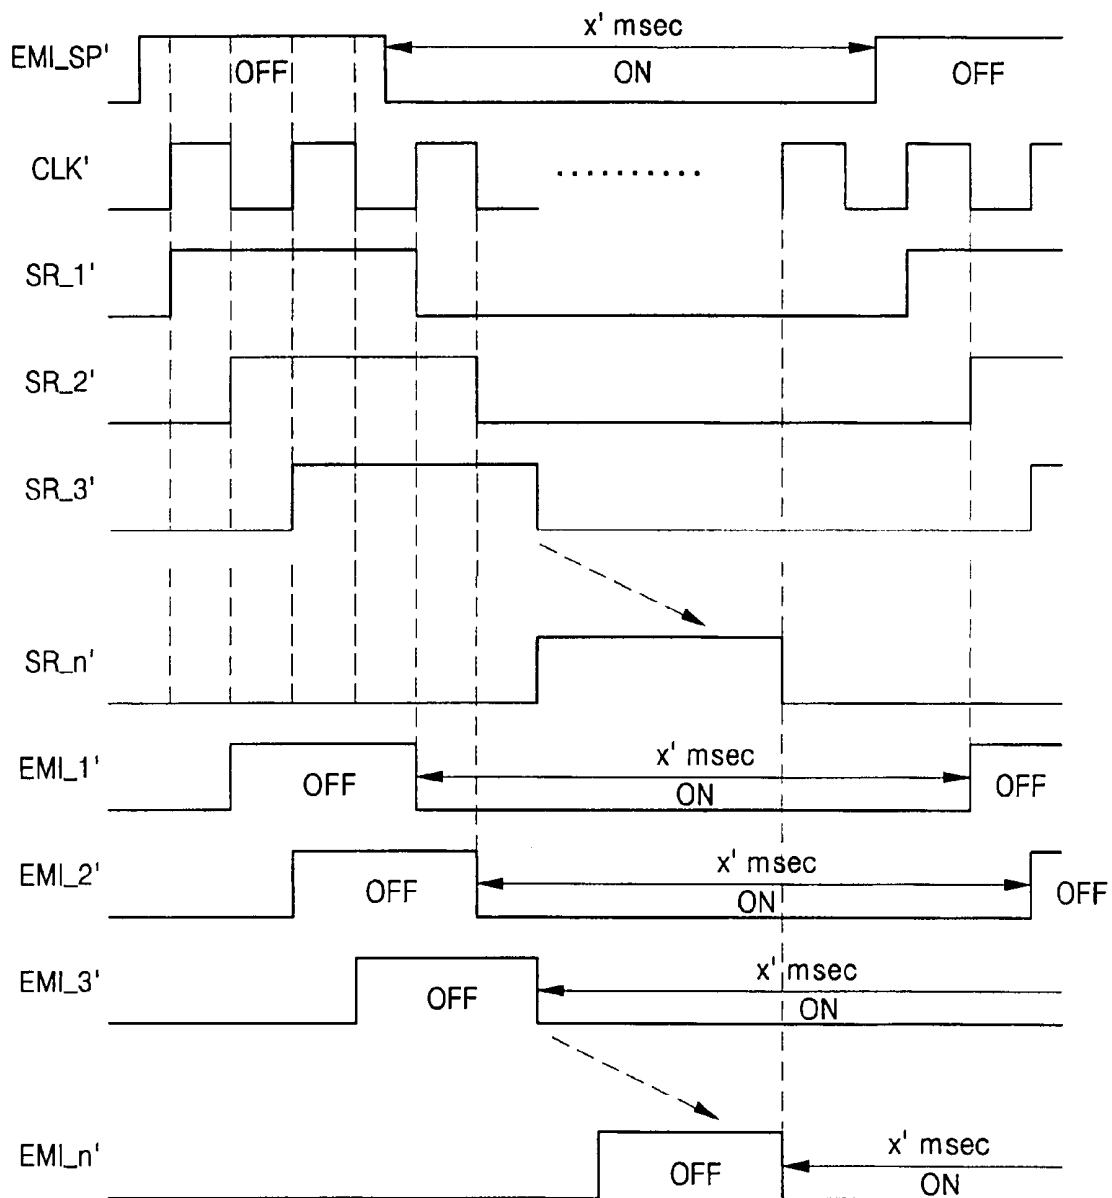 x' msec
EMI_SP' OFF ON OFF
CLK' ..........
SR_1'
SR_2'
SR_3'
SR_n'
EMI_1' OFF x' msec ON OFF
EMI_2' OFF x' msec ON OFF
EMI_3' OFF x' msec ON
EMI_n' OFF x' msec ON